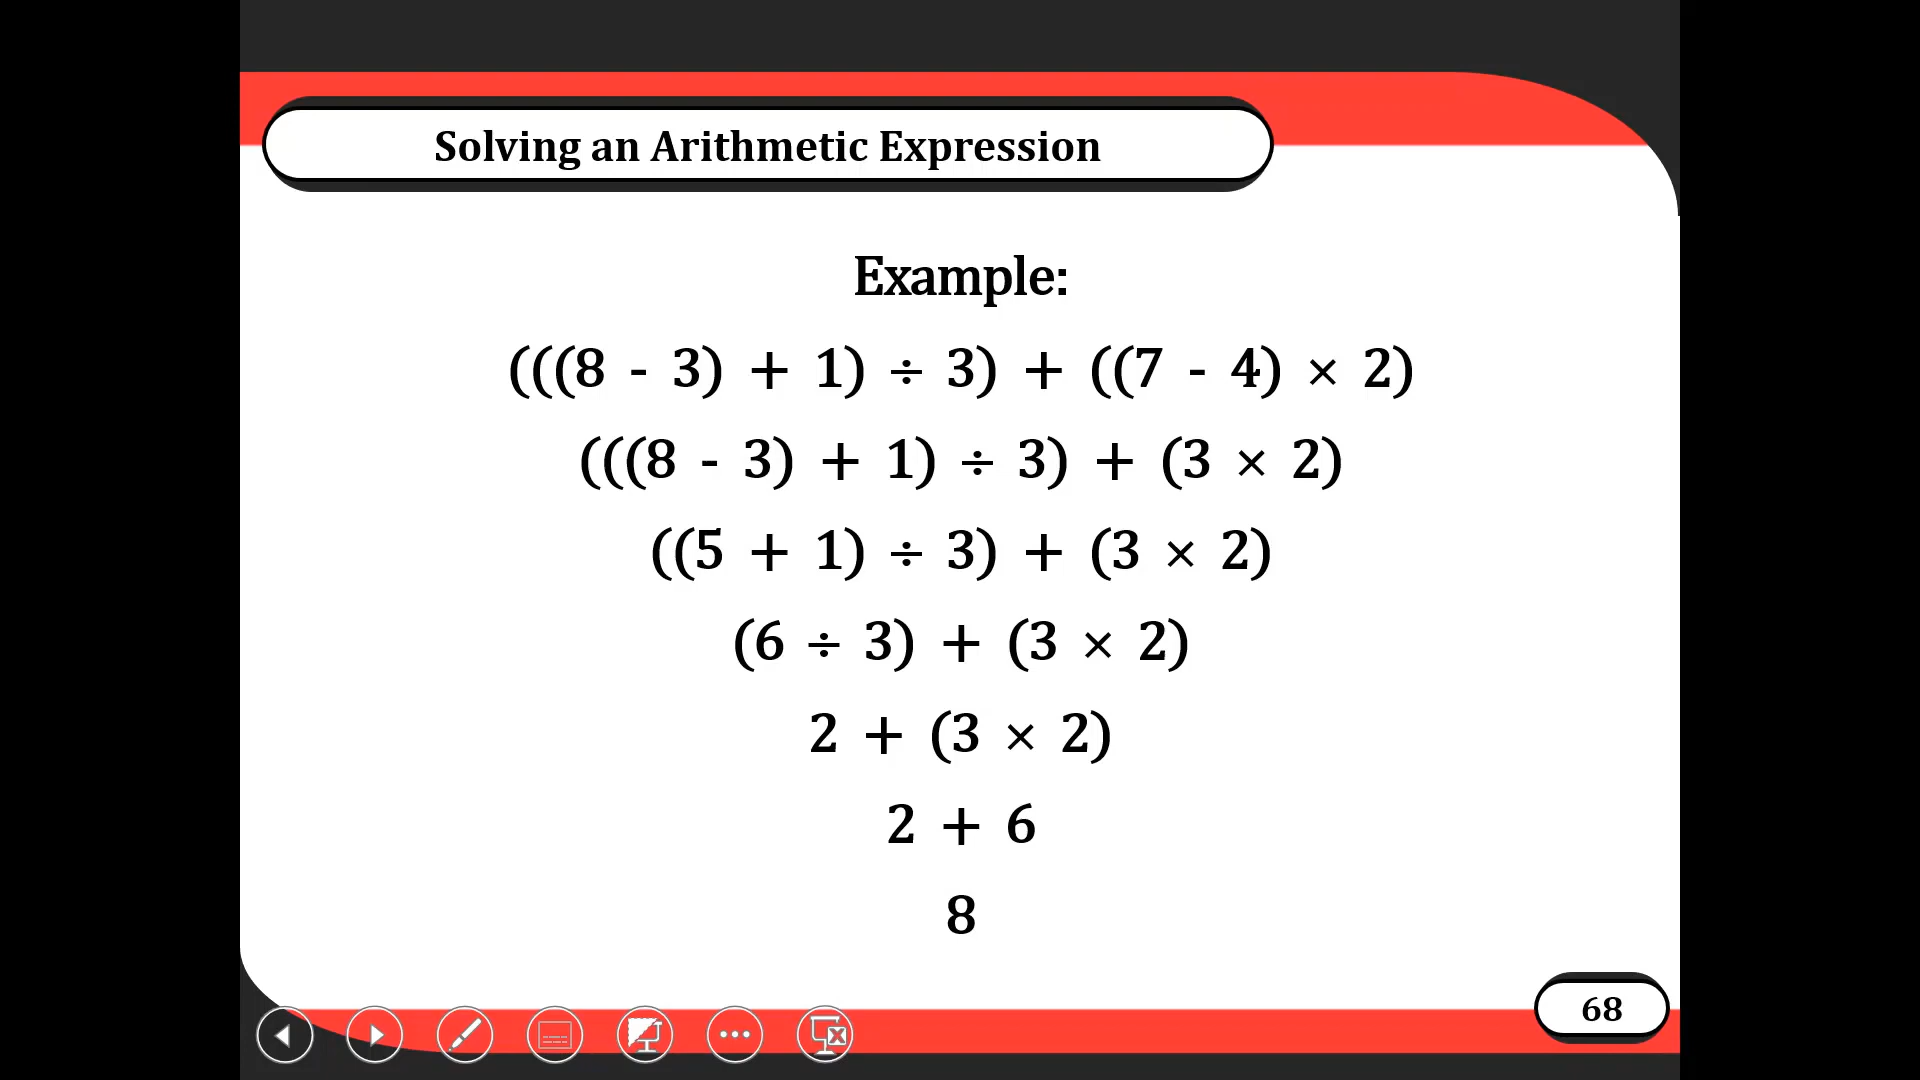 Solving an Arithmetic Expression
Example:
(((8 - 3) + 1) ÷ 3) + ((7 - 4) × 2)
(((8 - 3) + 1) ÷ 3) + (3 × 2)
((5 + 1) ÷ 3) + (3 × 2)
(6 ÷ 3) + (3 × 2)
2 + (3 × 2)
2 + 6
8
68